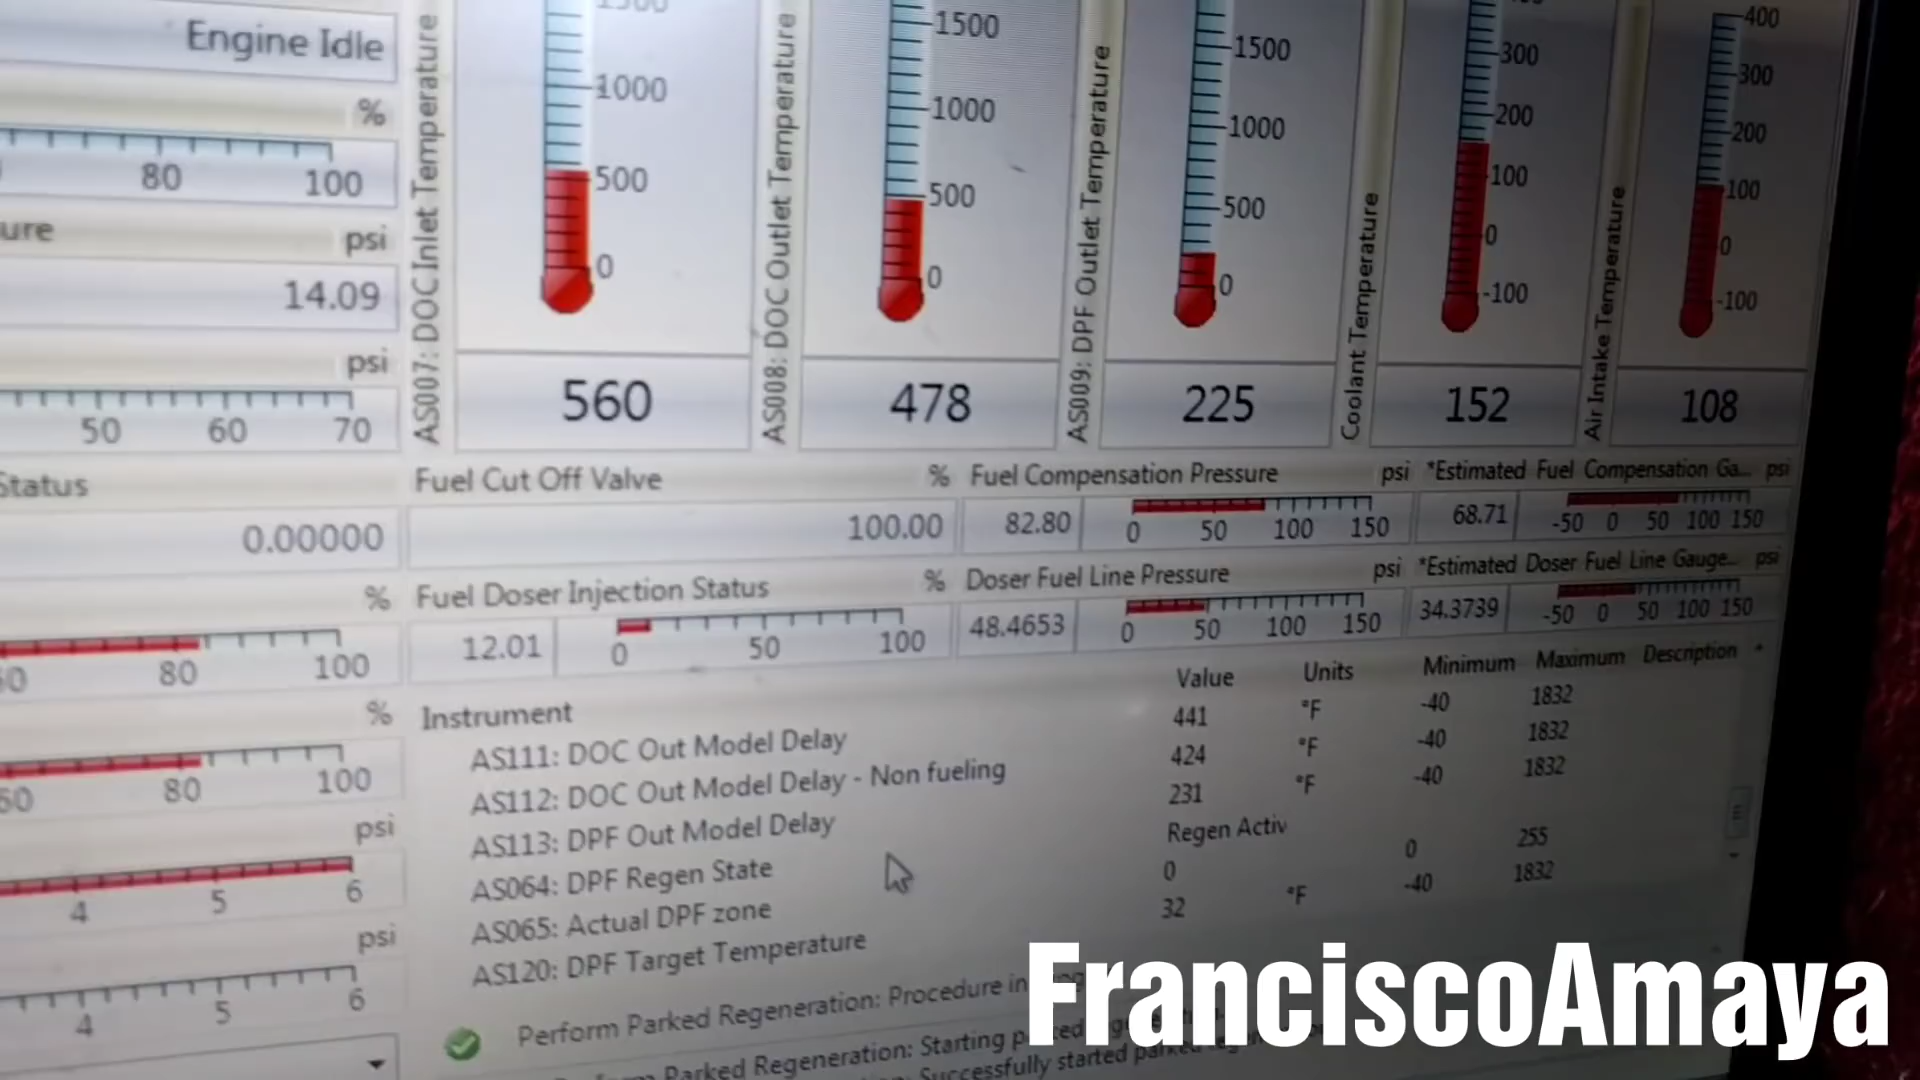 Engine Idle
%
80 100
psi
14.09
psi
50 60 70
Status
0.00000
%
80 100
%
80 100
psi
4 5 6
psi
4 5 6
AS007: DOC Inlet Temperature
1000
500
0
560
AS008: DOC Outlet Temperature
1500
1000
500
0
478
AS009: DPF Outlet Temperature
1500
1000
500
0
225
Coolant Temperature
300
200
100
0
-100
152
Air Intake Temperature
400
300
200
100
0
-100
108
Fuel Cut Off Valve %
100.00
Fuel Compensation Pressure psi
82.80 0 50 100 150
*Estimated Fuel Compensation Ga... psi
68.71 -50 0 50 100 150
Fuel Doser Injection Status %
12.01 0 50 100
Doser Fuel Line Pressure psi
48.4653 0 50 100 150
*Estimated Doser Fuel Line Gauge... psi
34.3739 -50 0 50 100 150
Instrument Value Units Minimum Maximum Description
AS111: DOC Out Model Delay 441 °F -40 1832
AS112: DOC Out Model Delay - Non fueling 424 °F -40 1832
AS113: DPF Out Model Delay 231 °F -40 1832
AS064: DPF Regen State Regen Activ
AS065: Actual DPF zone 0 0 255
AS120: DPF Target Temperature 32 °F -40 1832
Perform Parked Regeneration: Procedure
Parked Regeneration: Starting
Successfully started parked
FranciscoAmaya